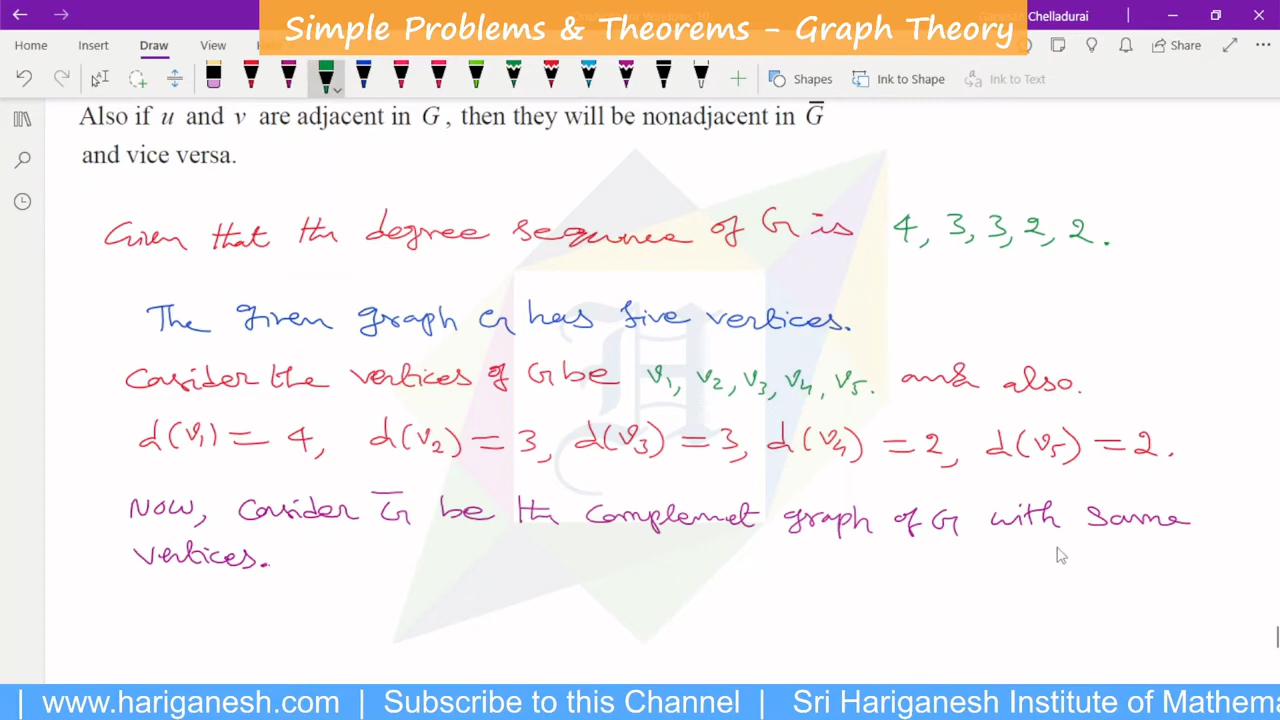 Simple Problems & Theorems - Graph Theory
Chelladurai
Home Insert Draw View
Share
Shapes Ink to Shape Ink to Text
Also if u and v are adjacent in G, then they will be nonadjacent in G̅
and vice versa.
Given that the degree sequence of G is 4, 3, 3, 2, 2.
The given graph G has five vertices.
Consider the vertices of G be v₁, v₂, v₃, v₄, v₅. and also.
d(v₁) = 4, d(v₂) = 3, d(v₃) = 3, d(v₄) = 2, d(v₅) = 2.
Now, Consider G̅ be the complemet graph of G with same
vertices.
| www.hariganesh.com | Subscribe to this Channel | Sri Hariganesh Institute of Mathema